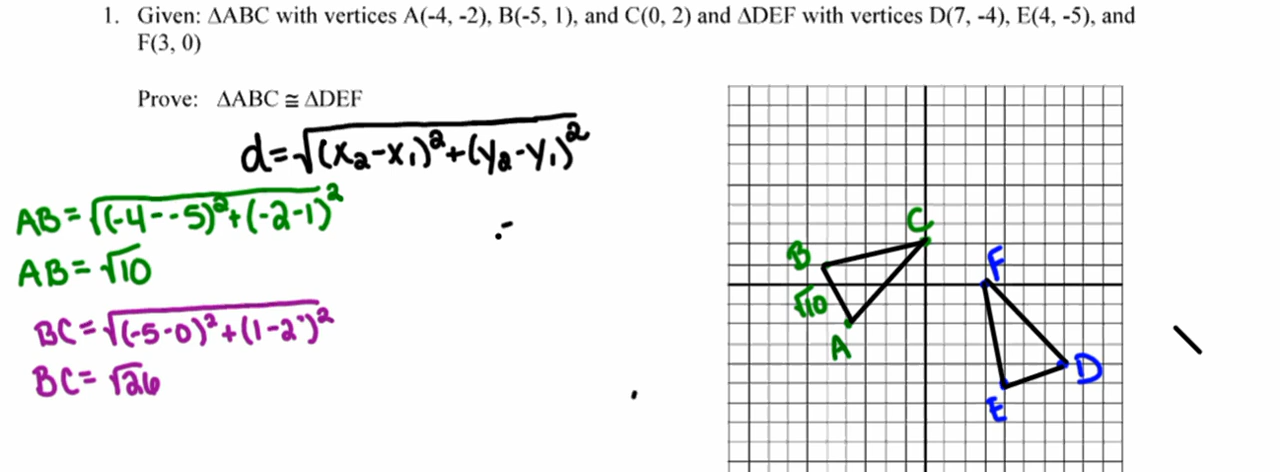 1. Given: ΔABC with vertices A(-4, -2), B(-5, 1), and C(0, 2) and ΔDEF with vertices D(7, -4), E(4, -5), and
F(3, 0)
Prove: ΔABC ≅ ΔDEF
d=√(x₂-x₁)²+(y₂-y₁)²
AB=√(-4--5)²+(-2-1)²
AB=√10
BC=√(-5-0)²+(1-2)²
BC=√26
C
B
√10
A
F
D
E